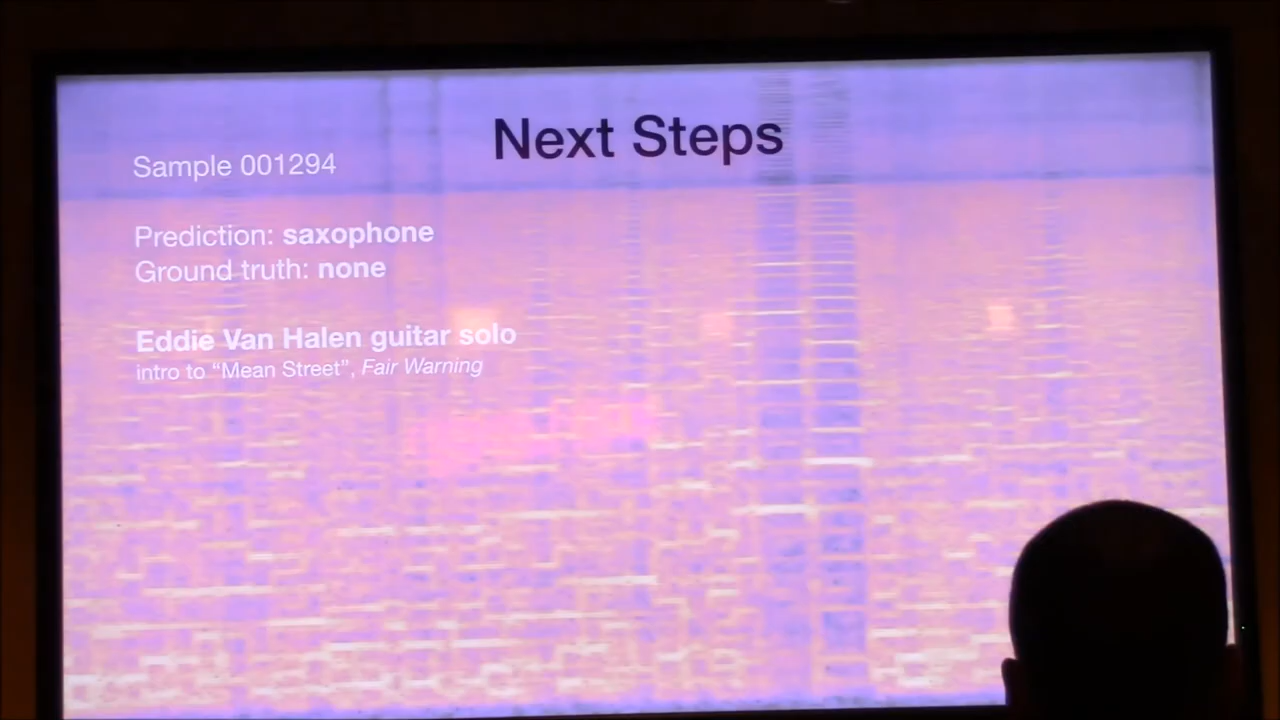 Next Steps
Sample 001294
Prediction: saxophone
Ground truth: none
Eddie Van Halen guitar solo
intro to “Mean Street”, Fair Warning